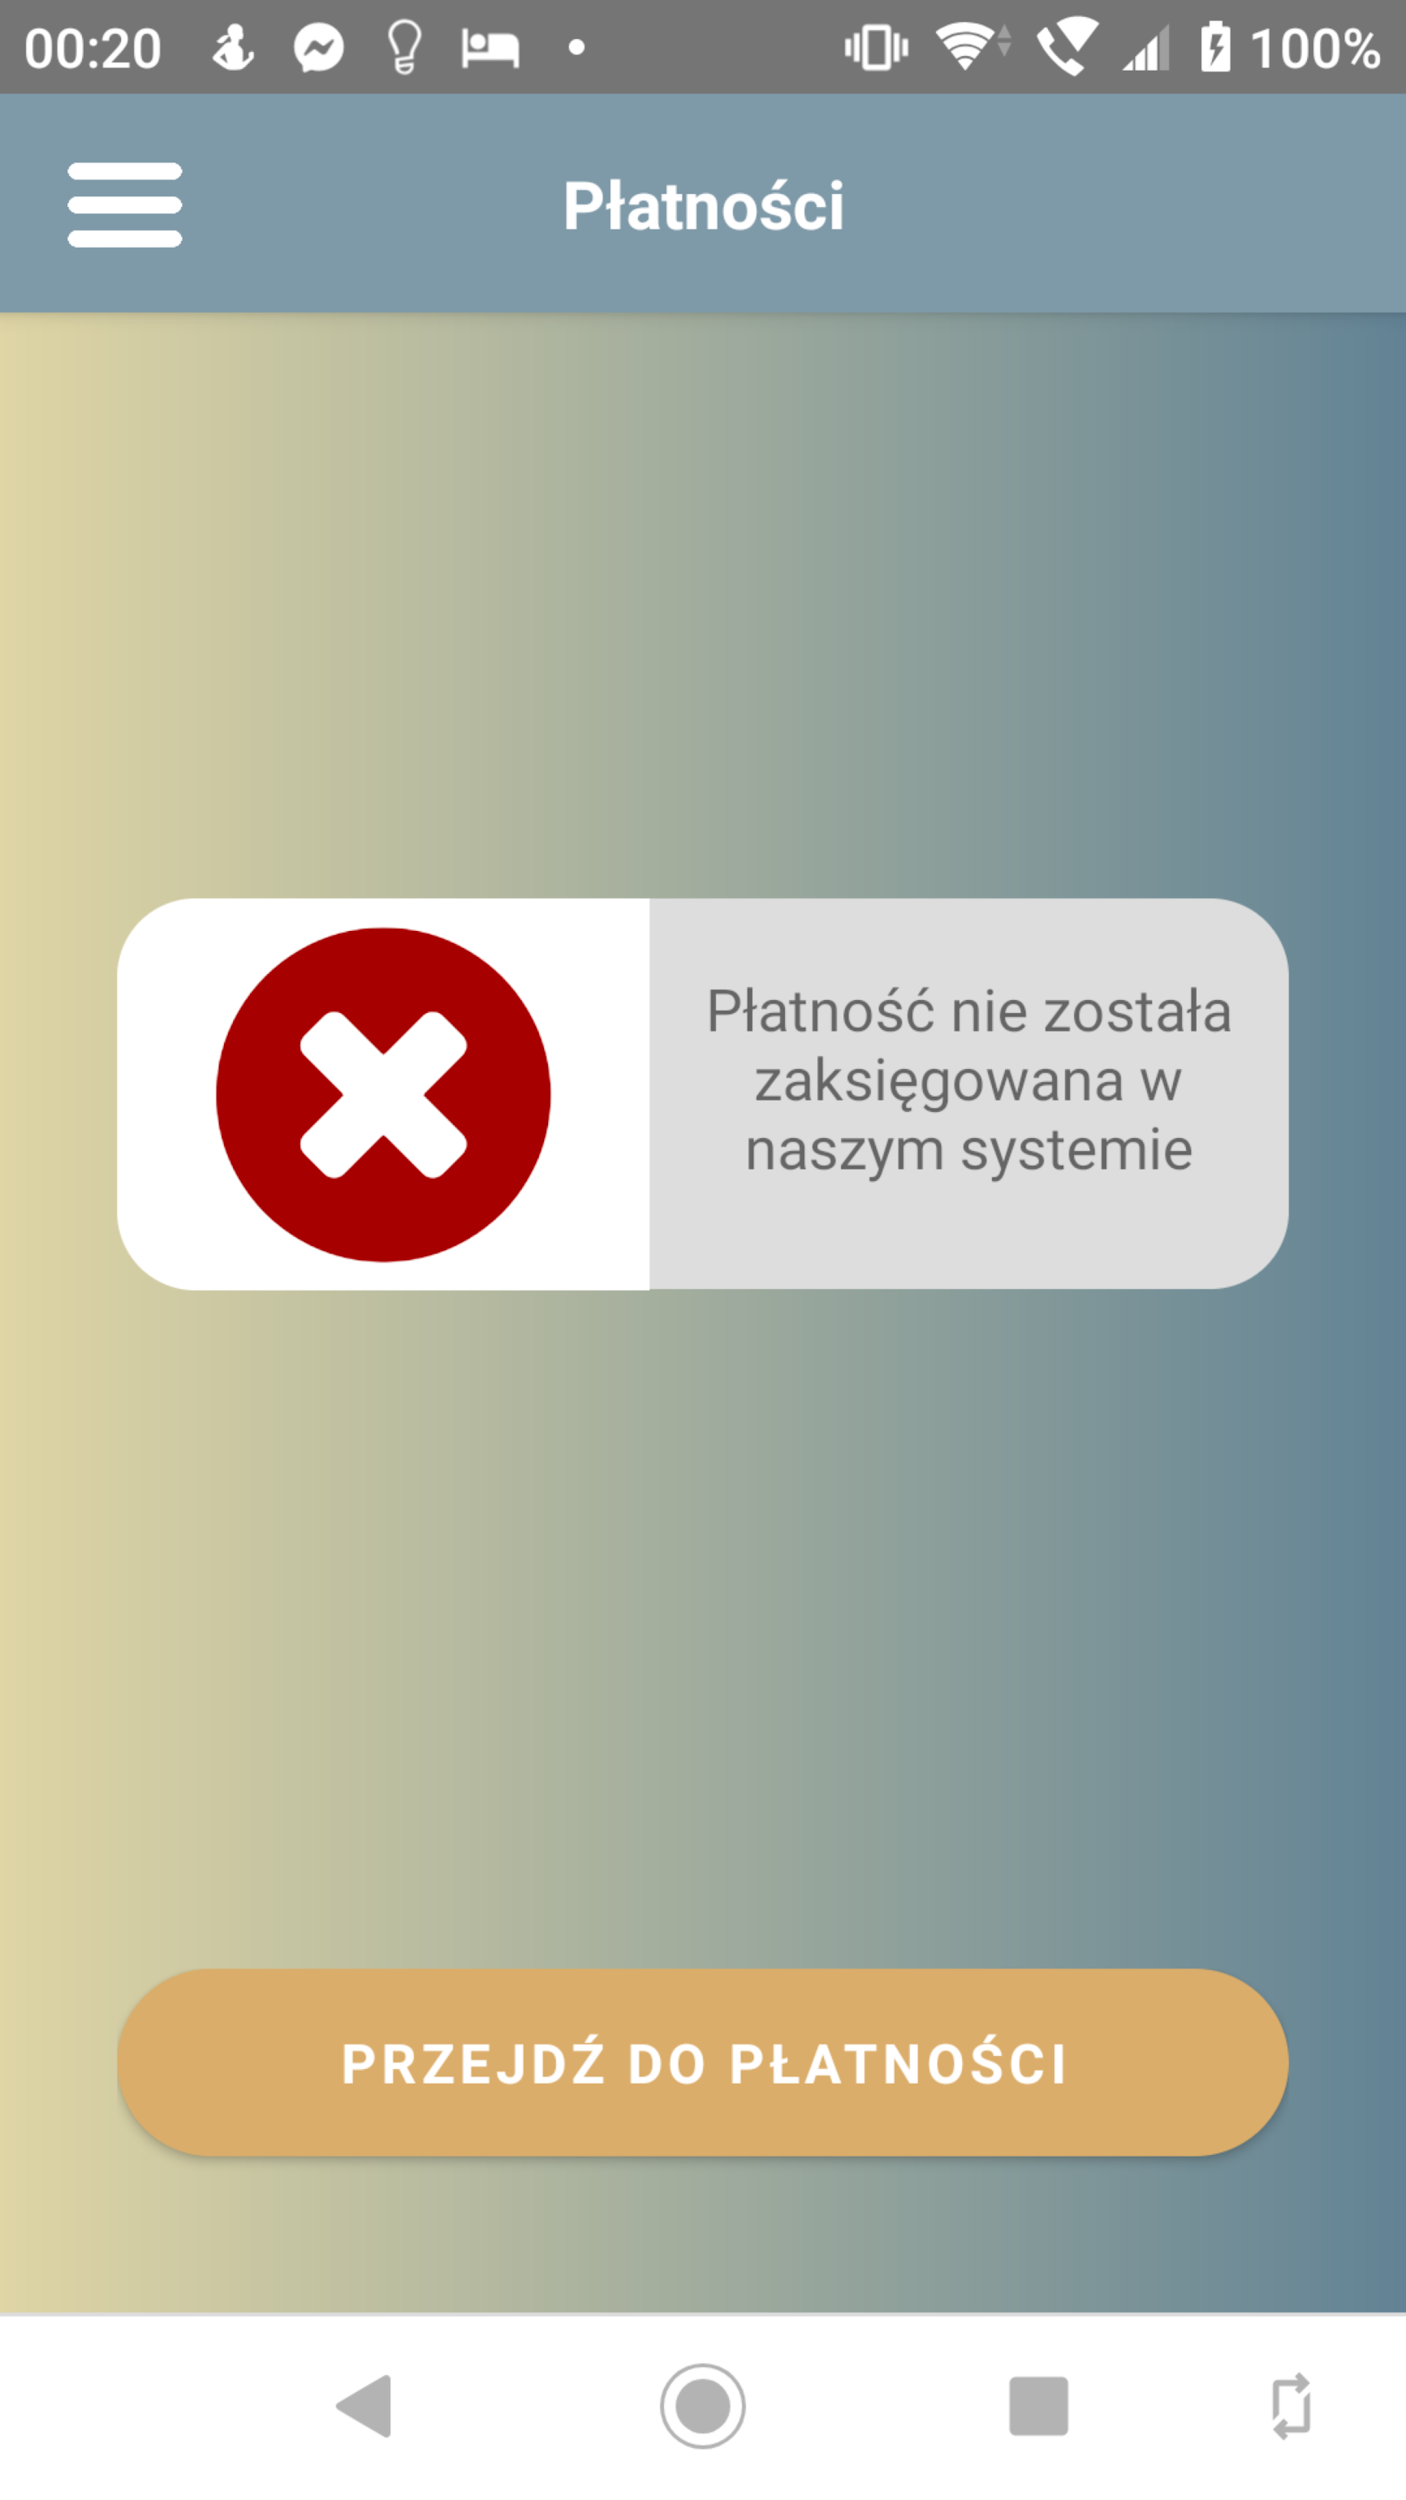 00:20
100%
Płatności
Płatność nie została
zaksięgowana w
naszym systemie
PRZEJDŹ DO PŁATNOŚCI